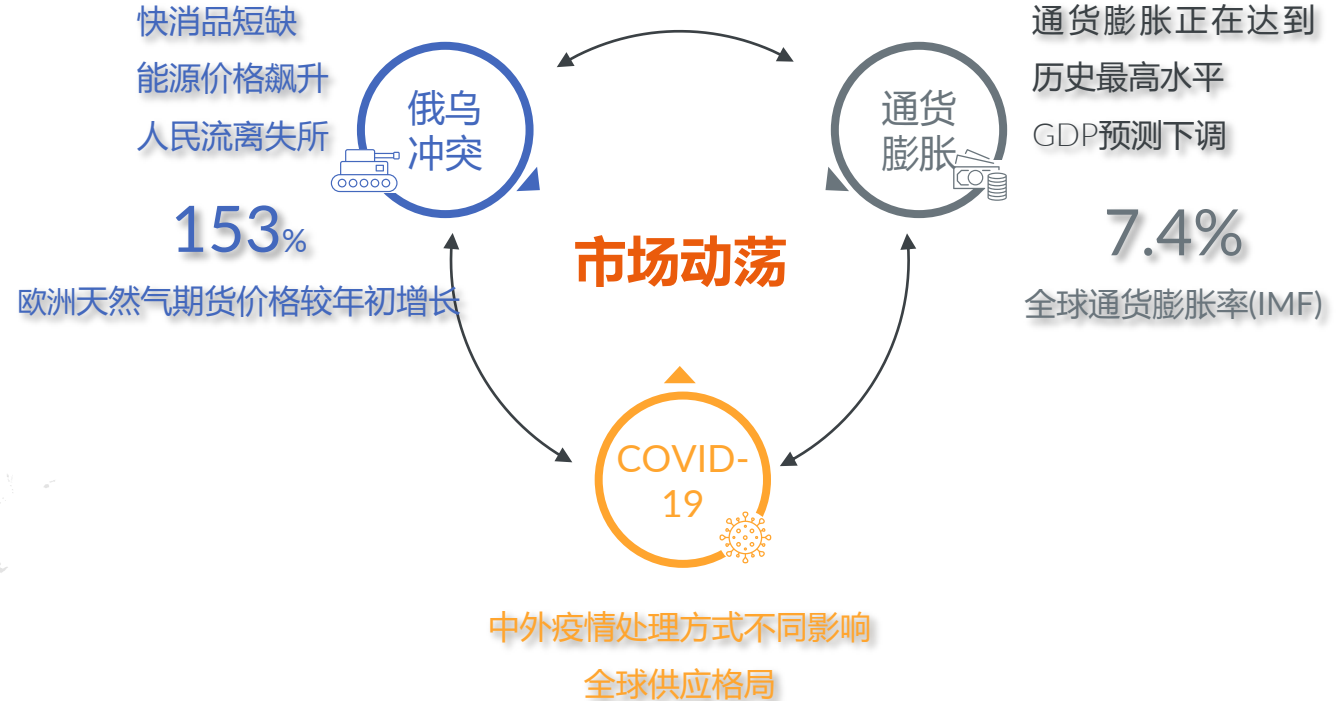 快消品短缺
能源价格飙升
人民流离失所
俄乌
冲突
153%
欧洲天然气期货价格较年初增长
通货
膨胀
通货膨胀正在达到
历史最高水平
GDP预测下调
7.4%
全球通货膨胀率(IMF)
市场动荡
COVID-
19
中外疫情处理方式不同影响
全球供应格局